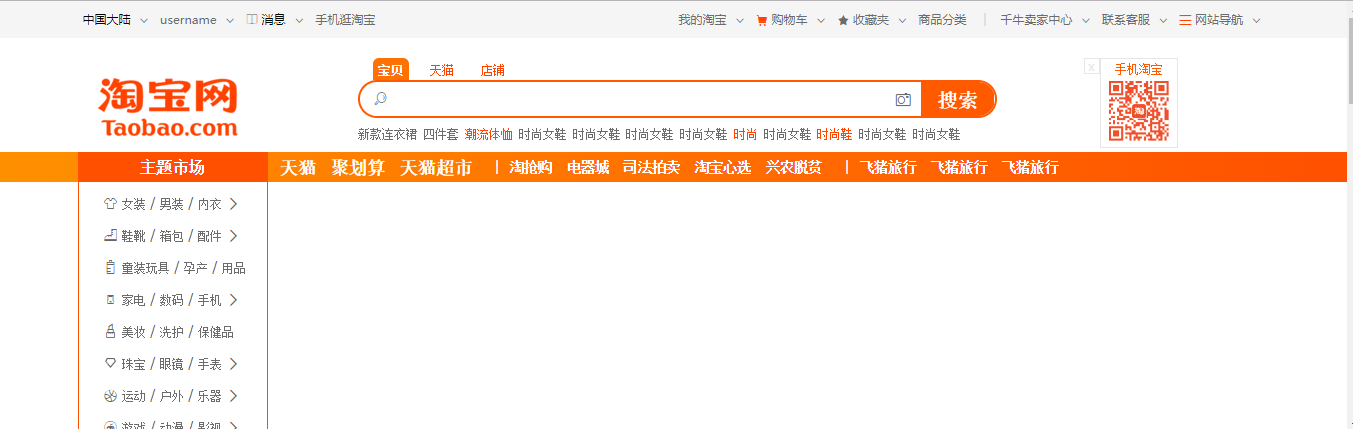 中国大陆 username 消息 手机逛淘宝 我的淘宝 购物车 收藏夹 商品分类 | 千牛卖家中心 联系客服 网站导航
宝贝 天猫 店铺
x 手机淘宝
淘宝网
Taobao.com
搜索
新款连衣裙 四件套 潮流体恤 时尚女鞋 时尚女鞋 时尚女鞋 时尚女鞋 时尚 时尚女鞋 时尚鞋 时尚女鞋 时尚女鞋
主题市场 天猫 聚划算 天猫超市 | 淘抢购 电器城 司法拍卖 淘宝心选 兴农脱贫 | 飞猪旅行 飞猪旅行 飞猪旅行
女装 / 男装 / 内衣
鞋靴 / 箱包 / 配件
童装玩具 / 孕产 / 用品
家电 / 数码 / 手机
美妆 / 洗护 / 保健品
珠宝 / 眼镜 / 手表
运动 / 户外 / 乐器
游戏 / 动漫 / 影视